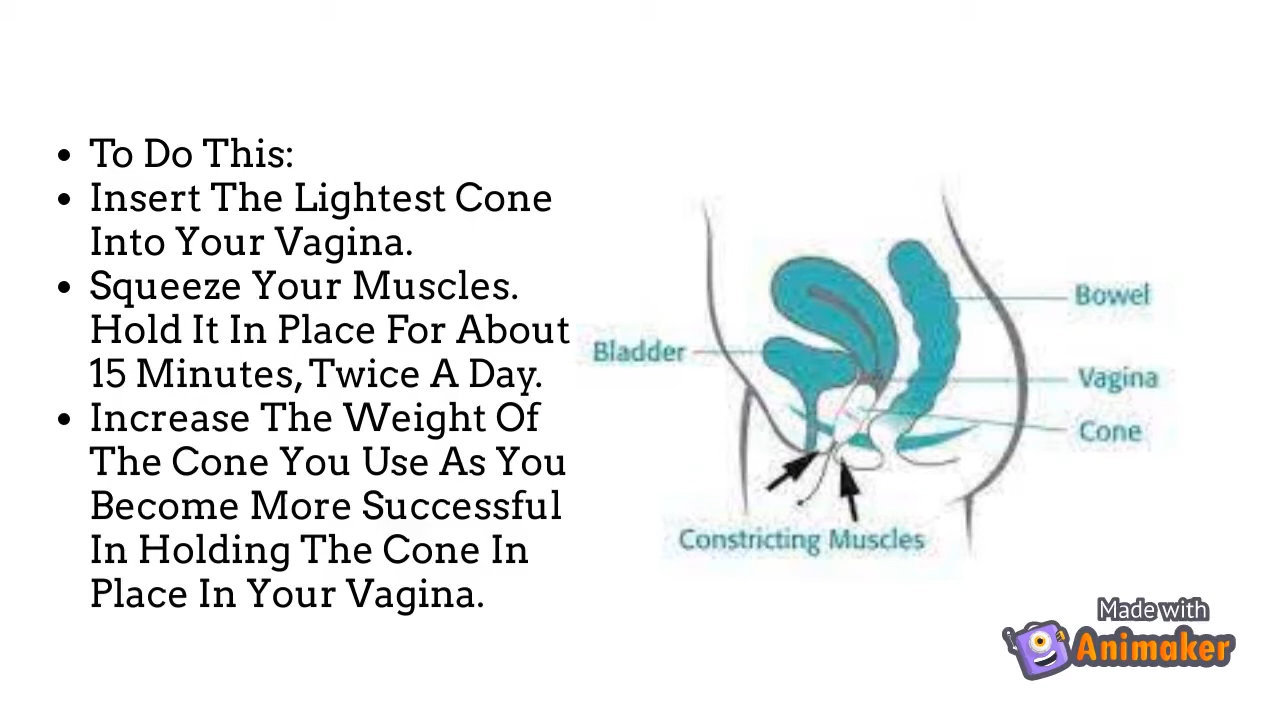 To Do This:
Insert The Lightest Cone
Into Your Vagina.
Squeeze Your Muscles.
Hold It In Place For About
15 Minutes, Twice A Day.
Increase The Weight Of
The Cone You Use As You
Become More Successful
In Holding The Cone In
Place In Your Vagina.
Bowel
Bladder
Vagina
Cone
Constricting Muscles
Made with
Animaker